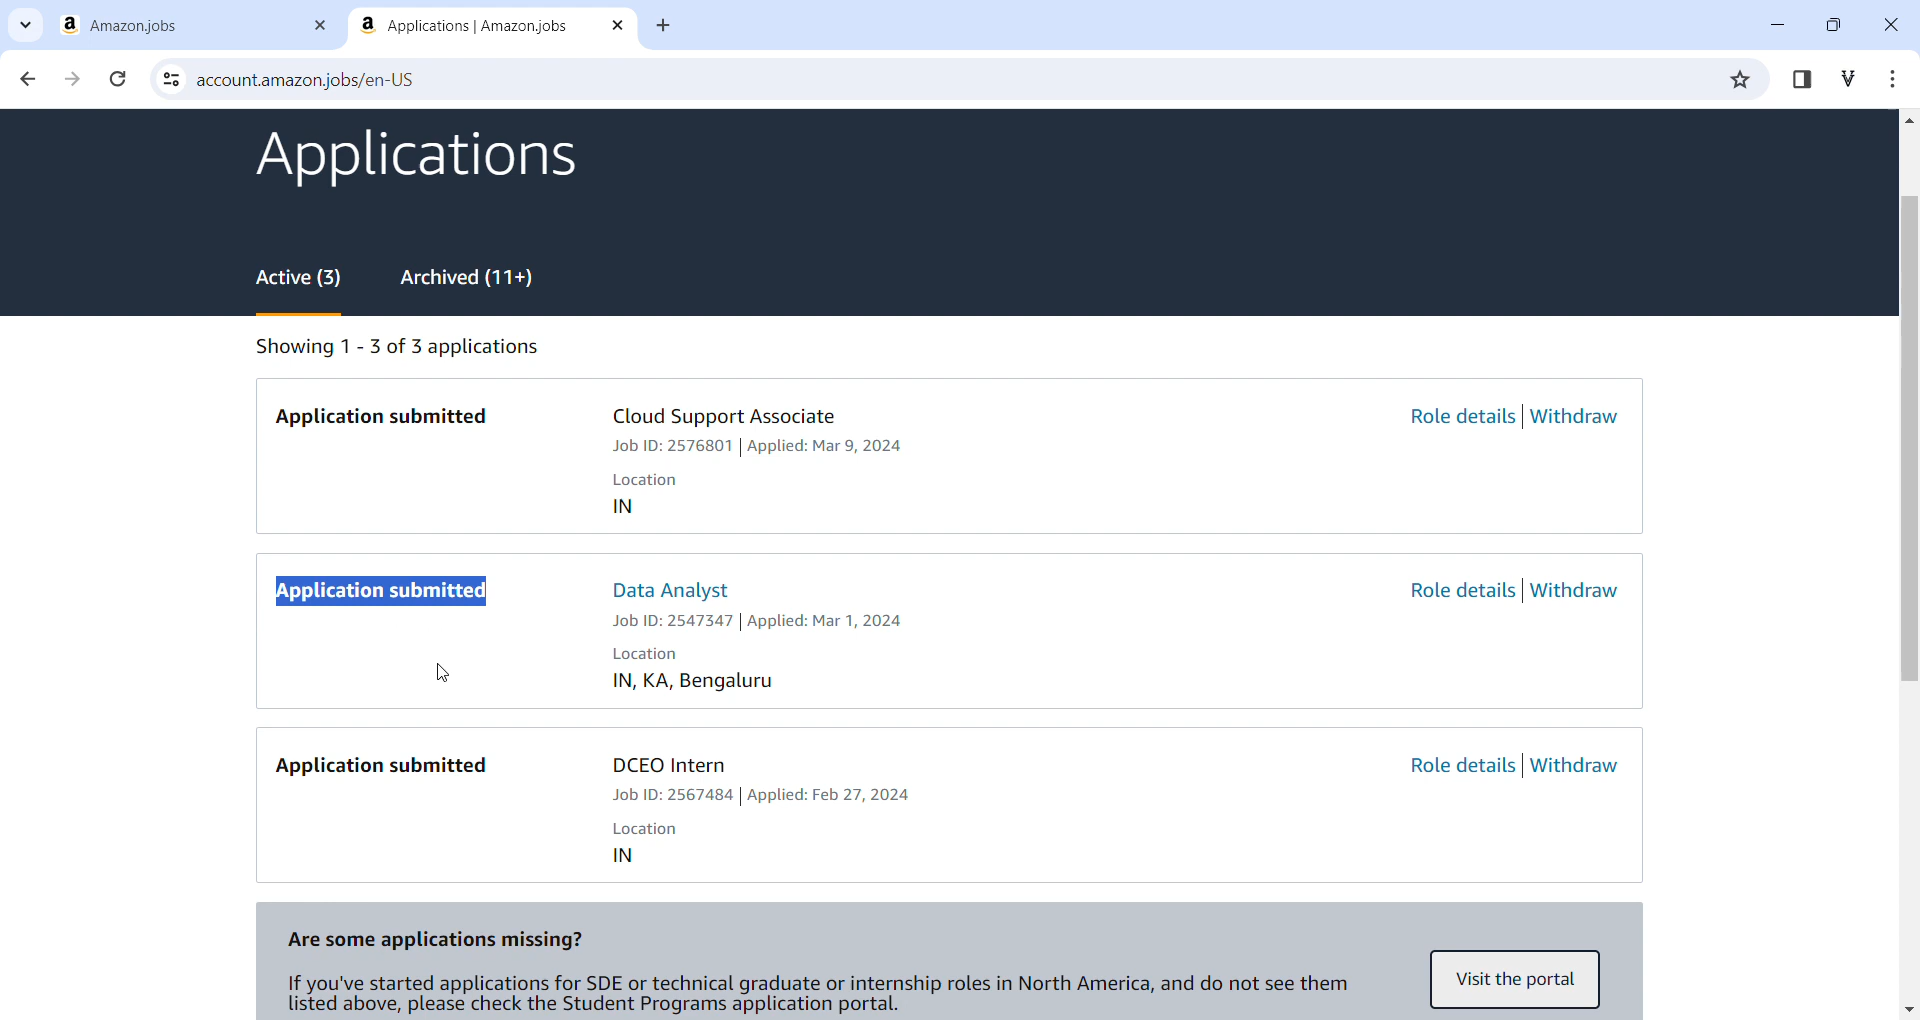 Amazon.jobs
Applications | Amazon.jobs
account.amazon.jobs/en-US
Applications
Active (3) Archived (11+)
Showing 1 - 3 of 3 applications
Application submitted Cloud Support Associate Role details | Withdraw
Job ID: 2576801 | Applied: Mar 9, 2024
Location
IN
Application submitted Data Analyst Role details | Withdraw
Job ID: 2547347 | Applied: Mar 1, 2024
Location
IN, KA, Bengaluru
Application submitted DCEO Intern Role details | Withdraw
Job ID: 2567484 | Applied: Feb 27, 2024
Location
IN
Are some applications missing?
If you've started applications for SDE or technical graduate or internship roles in North America, and do not see them
listed above, please check the Student Programs application portal.
Visit the portal